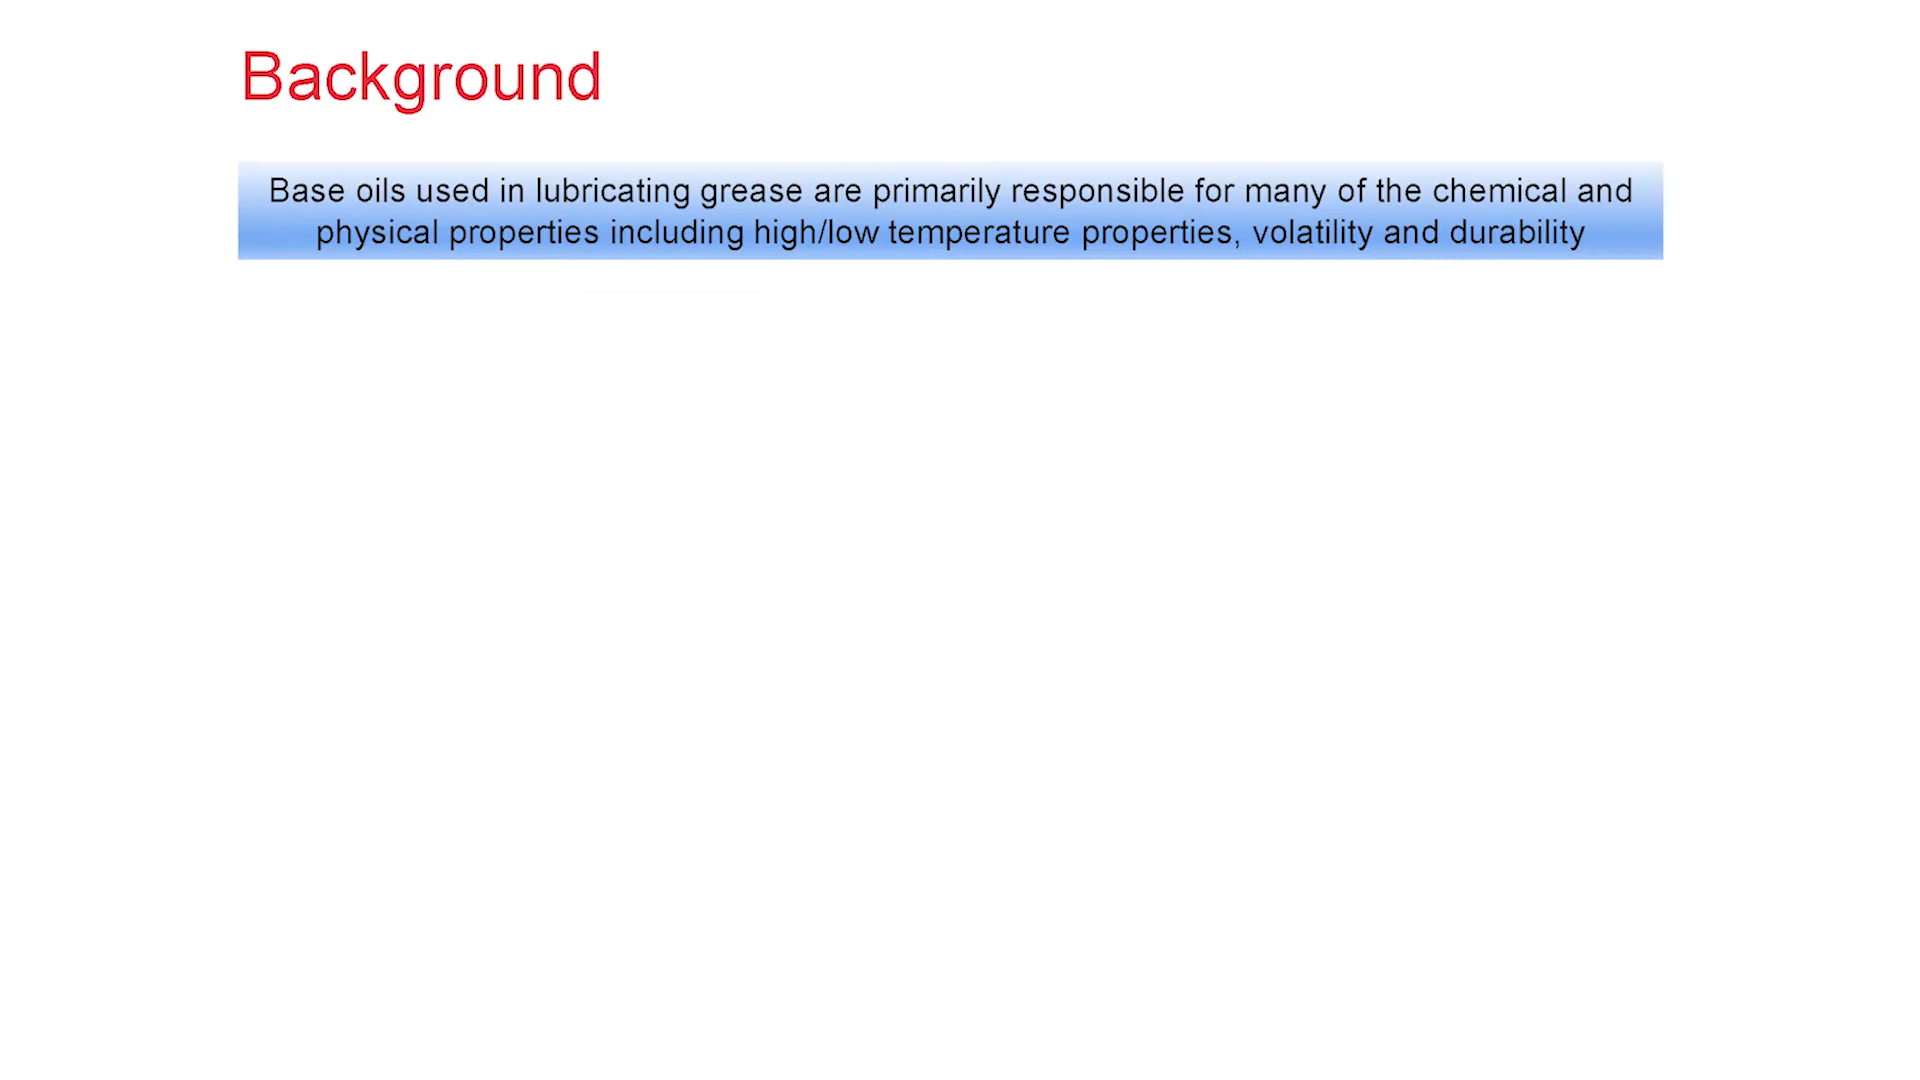 Background
Base oils used in lubricating grease are primarily responsible for many of the chemical and
physical properties including high/low temperature properties, volatility and durability